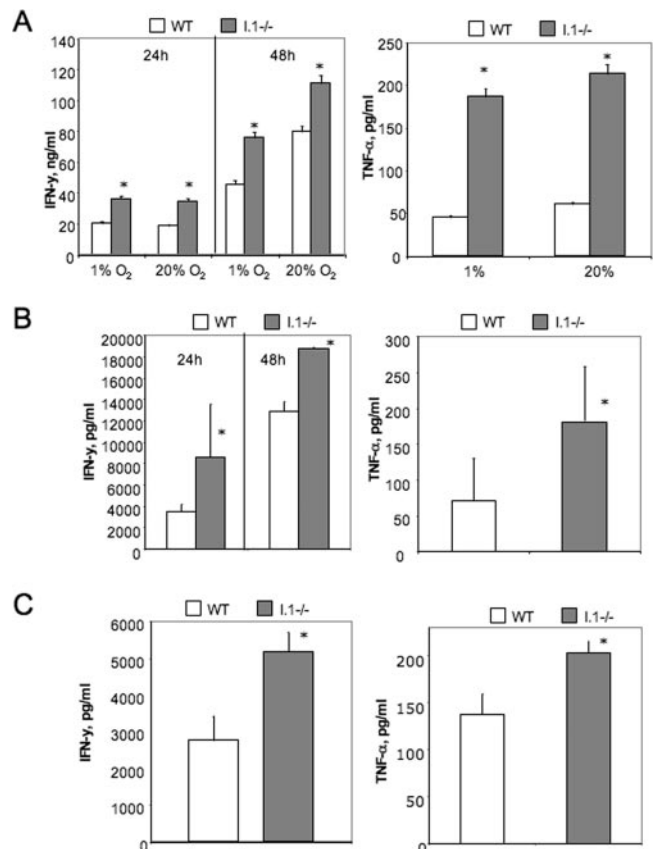 A
WT I.1-/-
140
120
100
80
60
40
20
0
IFN-γ, ng/ml
24h 48h
* * * *
1% O2 20% O2 1% O2 20% O2
WT I.1-/-
250
200
150
100
50
0
TNF-α, pg/ml
* *
1% 20%
B
WT I.1-/-
20000
18000
16000
14000
12000
10000
8000
6000
4000
2000
0
IFN-γ, pg/ml
24h 48h
* *
WT I.1-/-
300
250
200
150
100
50
0
TNF-α, pg/ml
*
C
WT I.1-/-
6000
5000
4000
3000
2000
1000
0
IFN-γ, pg/ml
*
WT I.1-/-
200
150
100
50
0
TNF-α, pg/ml
*